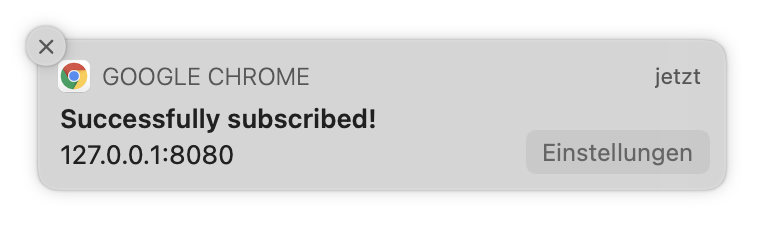 GOOGLE CHROME jetzt
Successfully subscribed!
127.0.0.1:8080 Einstellungen